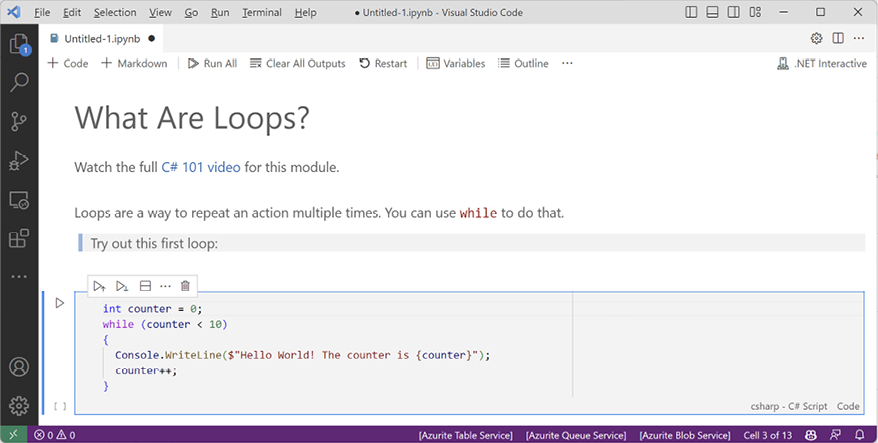 File Edit Selection View Go Run Terminal Help ● Untitled-1.ipynb - Visual Studio Code
Untitled-1.ipynb ●
1
+ Code + Markdown Run All Clear All Outputs Restart Variables Outline ··· .NET Interactive
What Are Loops?
Watch the full C# 101 video for this module.
Loops are a way to repeat an action multiple times. You can use while to do that.
Try out this first loop:
int counter = 0;
while (counter < 10)
{
Console.WriteLine($"Hello World! The counter is {counter}");
counter++;
}
[ ] csharp - C# Script Code
0 0 [Azurite Table Service] [Azurite Queue Service] [Azurite Blob Service] Cell 3 of 13